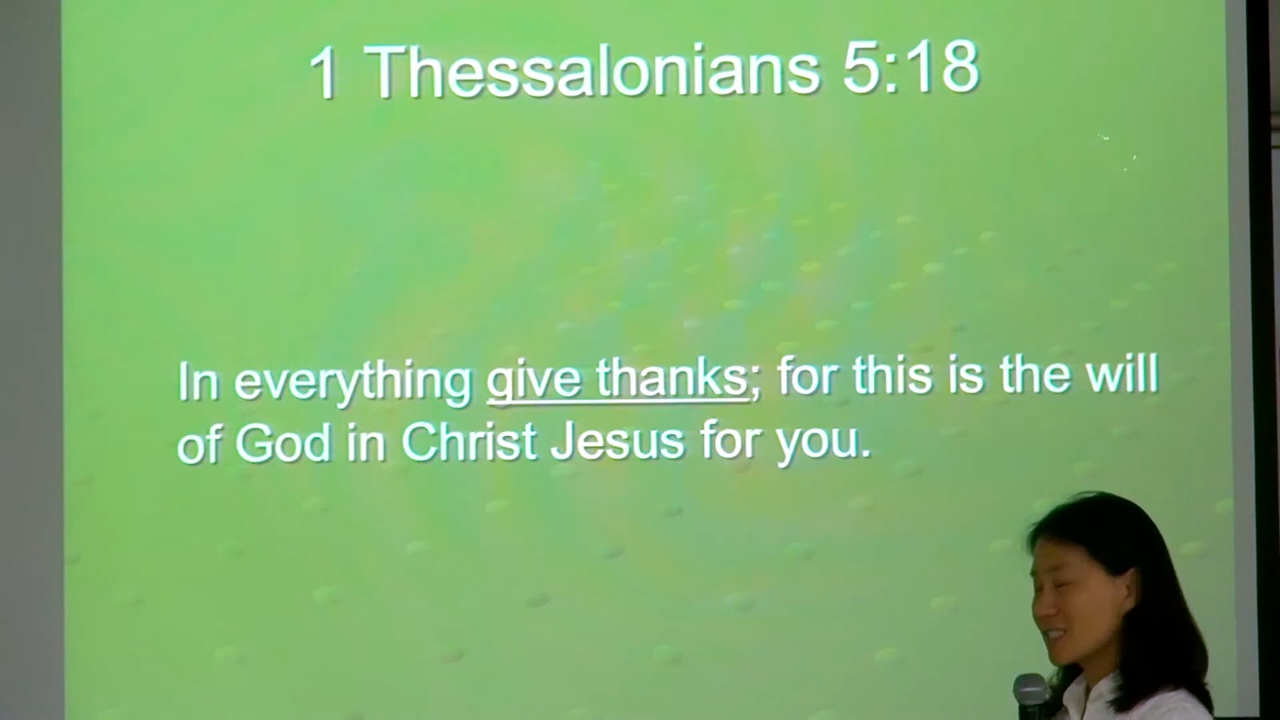 1 Thessalonians 5:18
In everything give thanks; for this is the will
of God in Christ Jesus for you.